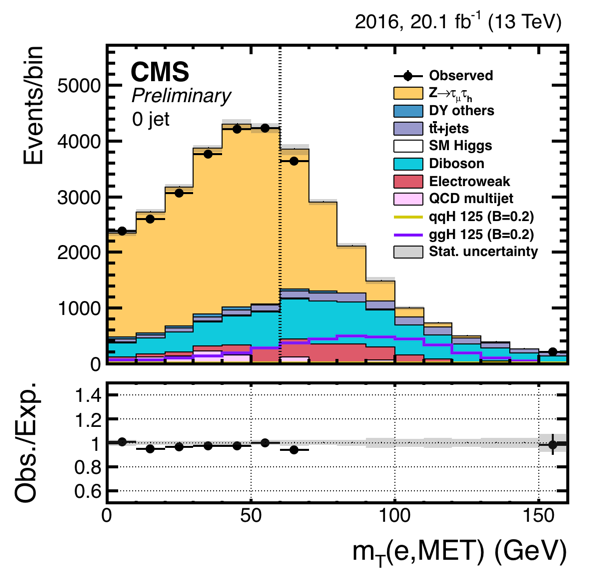 2016, 20.1 fb⁻¹ (13 TeV)
Events/bin
CMS
Preliminary
0 jet
Observed
Z→τμτh
DY others
tt̄+jets
SM Higgs
Diboson
Electroweak
QCD multijet
qqH 125 (B=0.2)
ggH 125 (B=0.2)
Stat. uncertainty
5000
4000
3000
2000
1000
0
Obs./Exp.
1.4
1.2
1
0.8
0.6
0 50 100 150
mT(e,MET) (GeV)